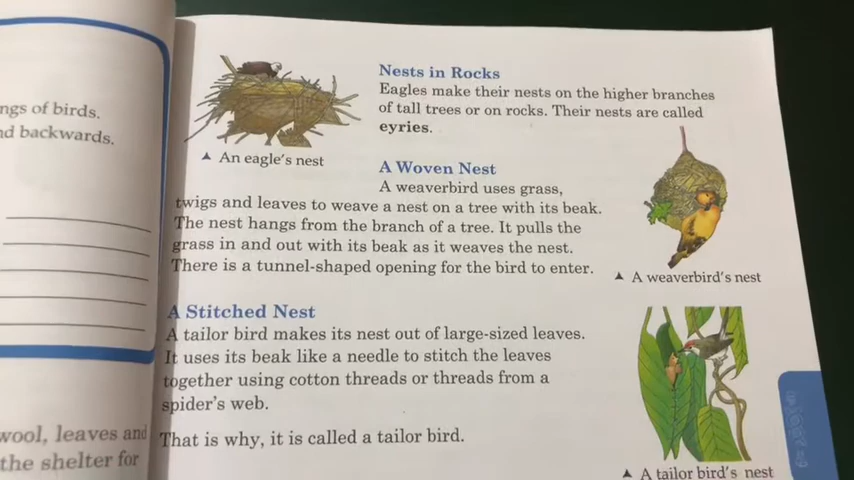 ngs of birds.
nd backwards.
wool, leaves and
the shelter for
Nests in Rocks
Eagles make their nests on the higher branches
of tall trees or on rocks. Their nests are called
eyries.
▲ An eagle's nest
A Woven Nest
A weaverbird uses grass,
twigs and leaves to weave a nest on a tree with its beak.
The nest hangs from the branch of a tree. It pulls the
grass in and out with its beak as it weaves the nest.
There is a tunnel-shaped opening for the bird to enter.
▲ A weaverbird's nest
A Stitched Nest
A tailor bird makes its nest out of large-sized leaves.
It uses its beak like a needle to stitch the leaves
together using cotton threads or threads from a
spider's web.
That is why, it is called a tailor bird.
▲ A tailor bird's nest